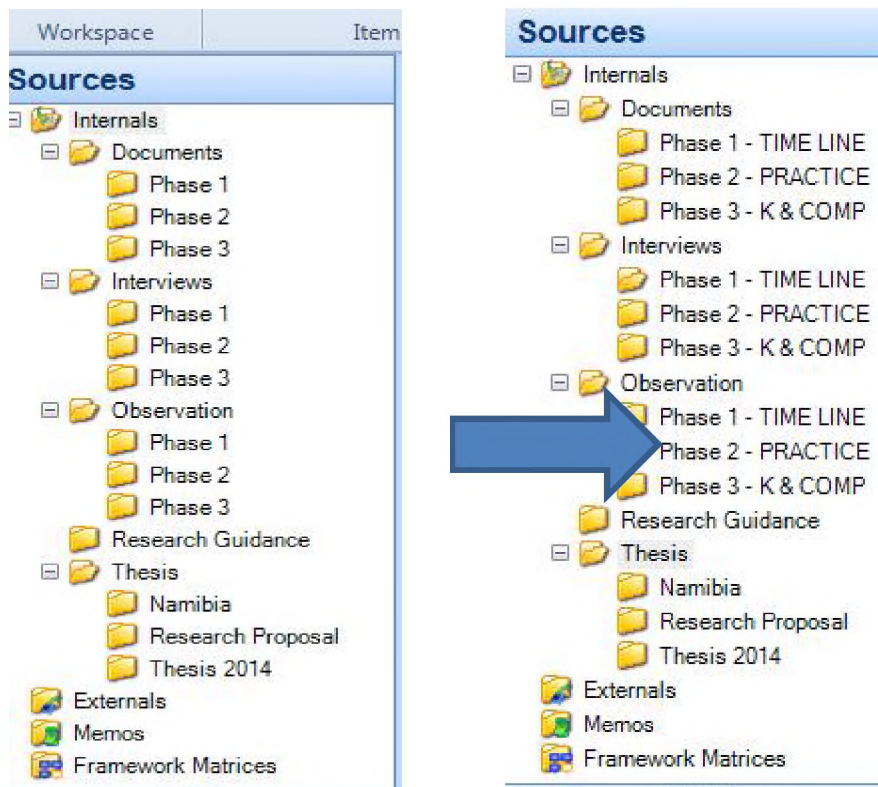 Workspace
Item
Sources
Internals
Documents
Phase 1
Phase 2
Phase 3
Interviews
Phase 1
Phase 2
Phase 3
Observation
Phase 1
Phase 2
Phase 3
Research Guidance
Thesis
Namibia
Research Proposal
Thesis 2014
Externals
Memos
Framework Matrices
Sources
Internals
Documents
Phase 1 - TIME LINE
Phase 2 - PRACTICE
Phase 3 - K & COMP
Interviews
Phase 1 - TIME LINE
Phase 2 - PRACTICE
Phase 3 - K & COMP
Observation
Phase 1 - TIME LINE
Phase 2 - PRACTICE
Phase 3 - K & COMP
Research Guidance
Thesis
Namibia
Research Proposal
Thesis 2014
Externals
Memos
Framework Matrices